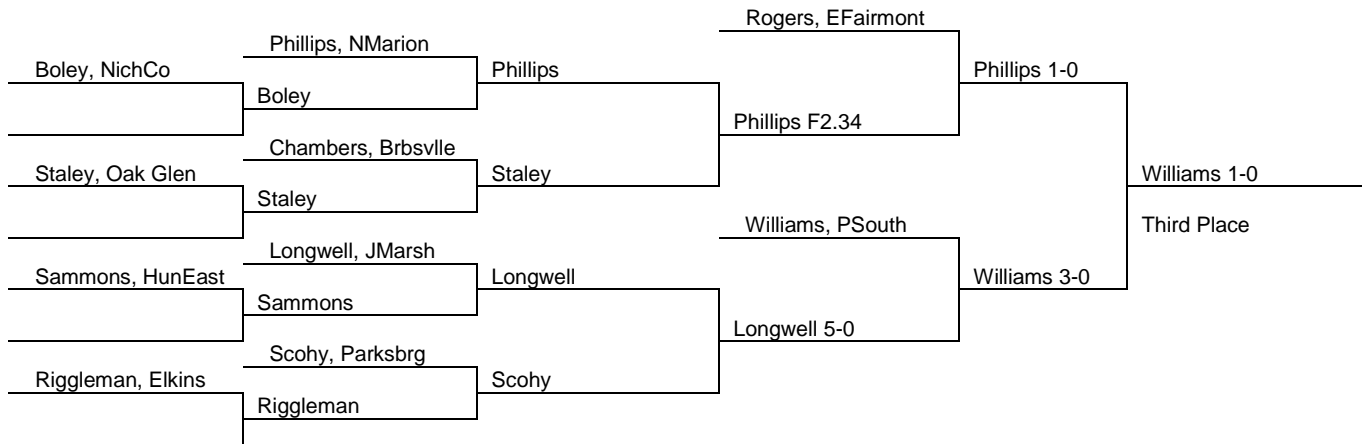 Rogers, EFairmont
Phillips, NMarion
Boley, NichCo
Phillips
Phillips 1-0
Boley
Phillips F2.34
Chambers, Brbsvlle
Staley, Oak Glen
Staley
Williams 1-0
Staley
Williams, PSouth
Third Place
Longwell, JMarsh
Sammons, HunEast
Longwell
Williams 3-0
Sammons
Longwell 5-0
Scohy, Parksbrg
Riggleman, Elkins
Scohy
Riggleman